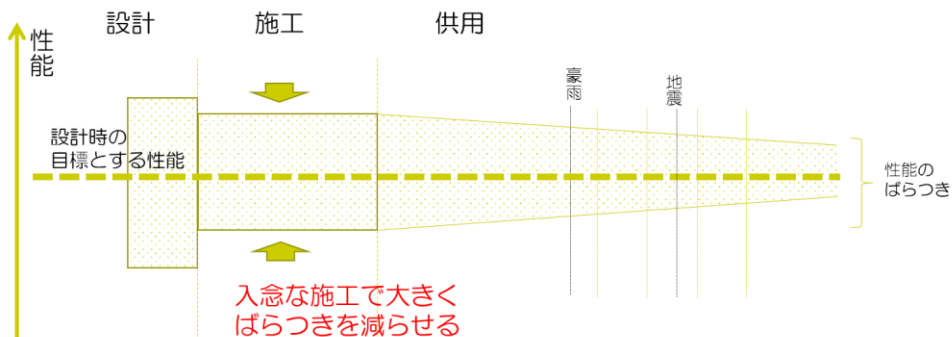 設計
施工
供用
性能
豪雨
地震
設計時の
目標とする性能
性能の
ばらつき
入念な施工で大きく
ばらつきを減らせる